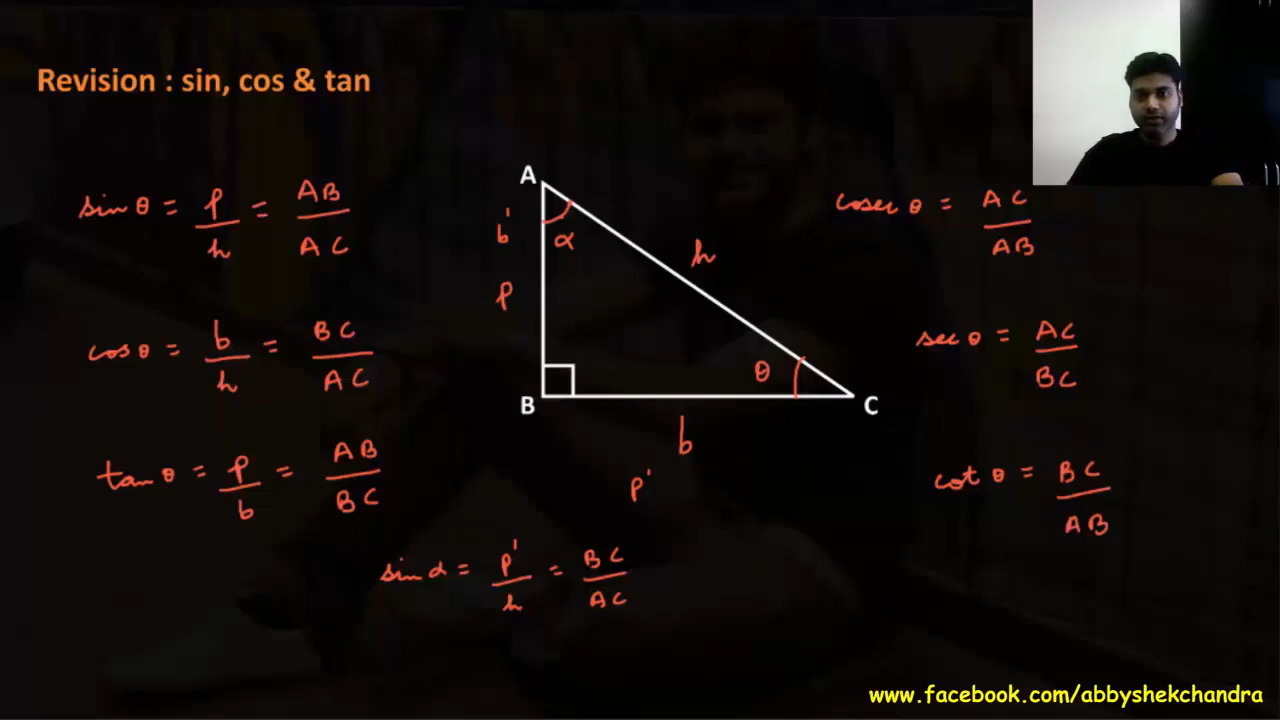 Revision : sin, cos & tan
sin θ = p/h = AB/AC
cos θ = b/h = BC/AC
tan θ = p/b = AB/BC
A
b'
α
p
h
θ
B
C
b
p'
sin α = p'/h = BC/AC
cosec θ = AC/AB
sec θ = AC/BC
cot θ = BC/AB
www.facebook.com/abbyshekchandra